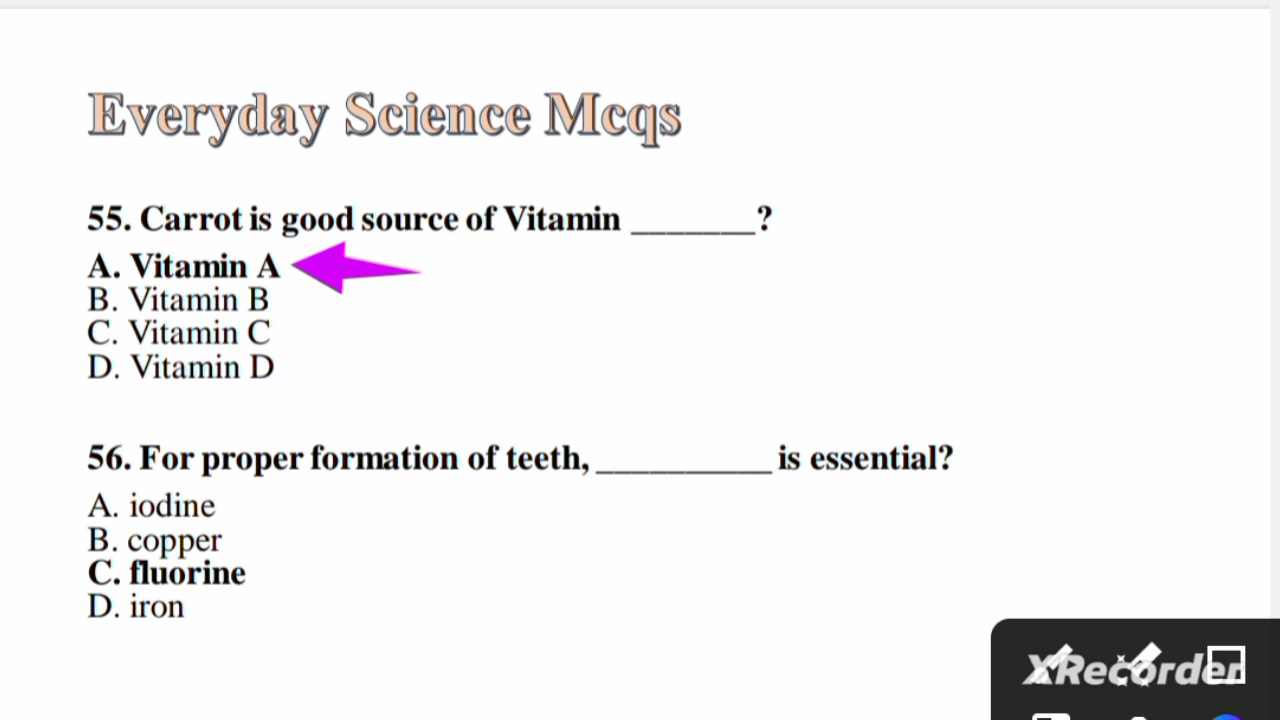 Everyday Science Mcqs
55. Carrot is good source of Vitamin _______?
A. Vitamin A
B. Vitamin B
C. Vitamin C
D. Vitamin D
56. For proper formation of teeth, __________ is essential?
A. iodine
B. copper
C. fluorine
D. iron
XRecorder